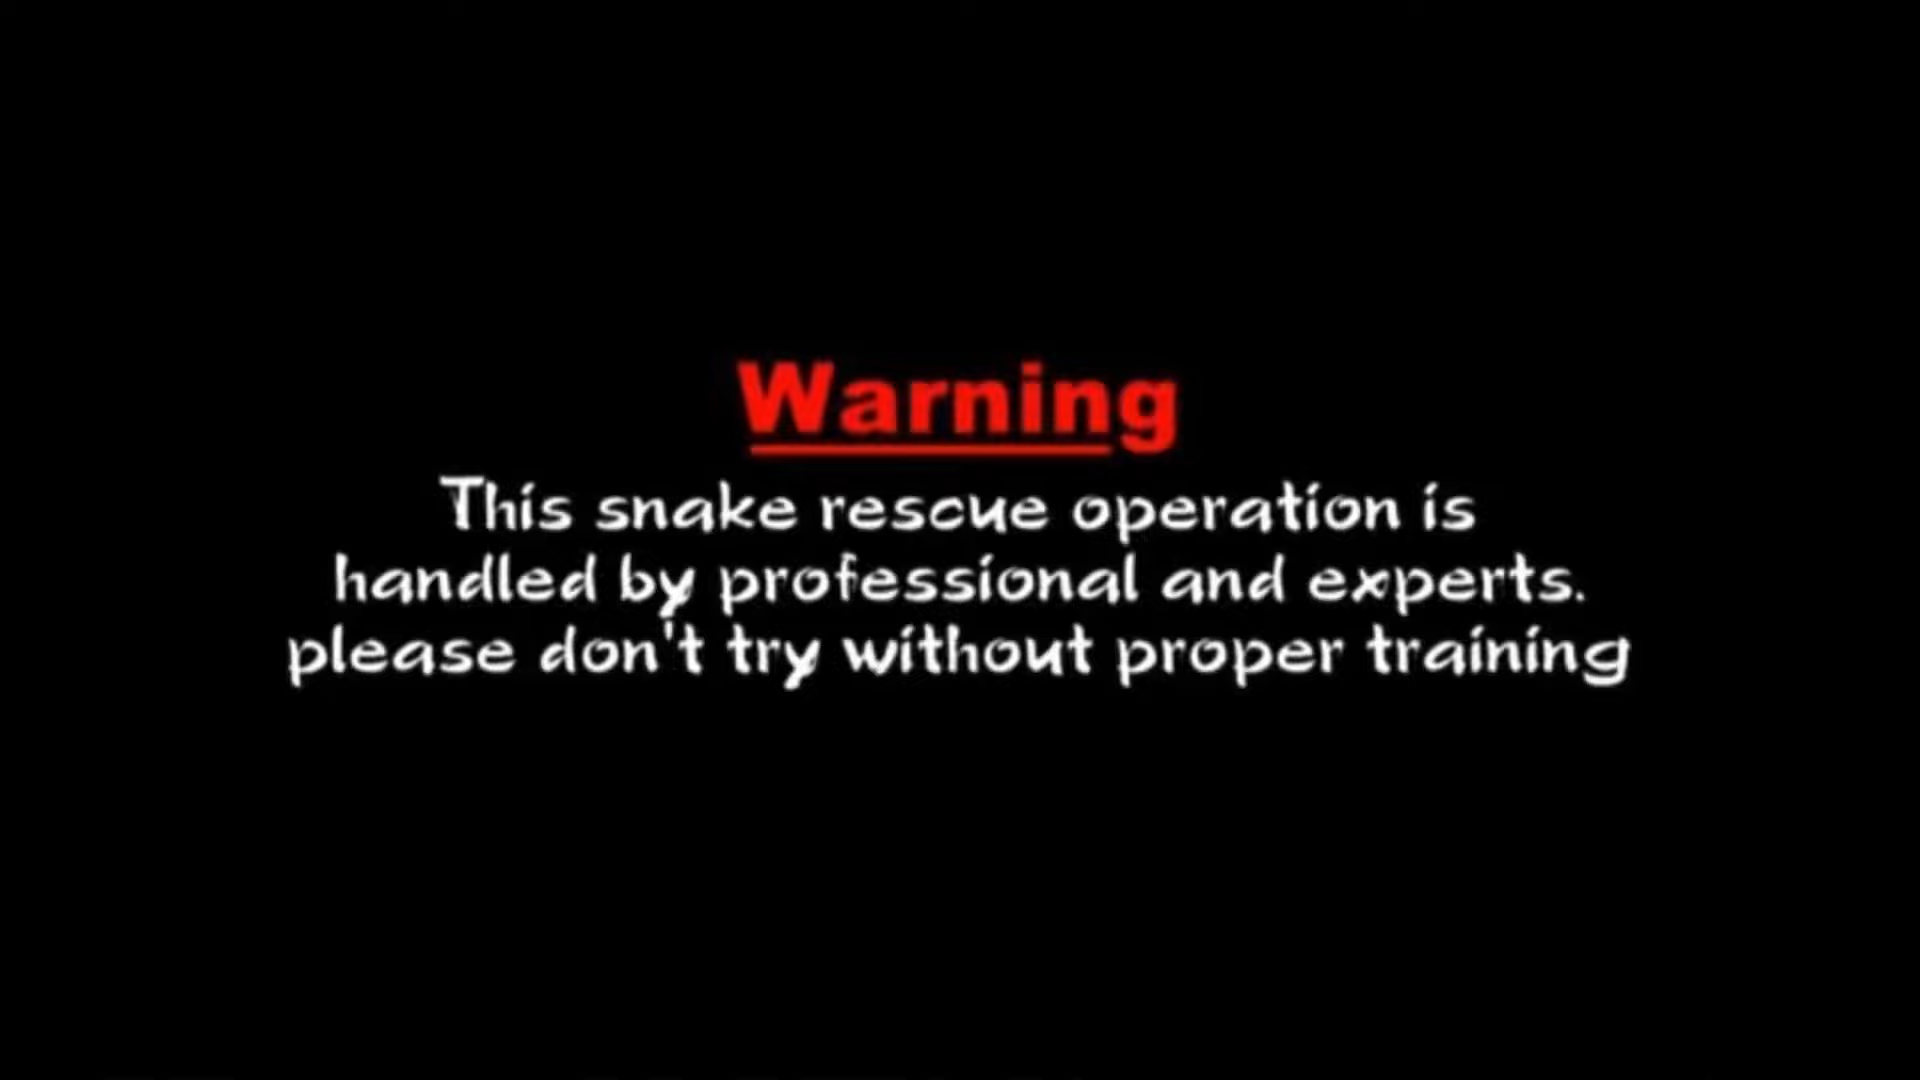 Warning
This snake rescue operation is
handled by professional and experts.
please don't try without proper training